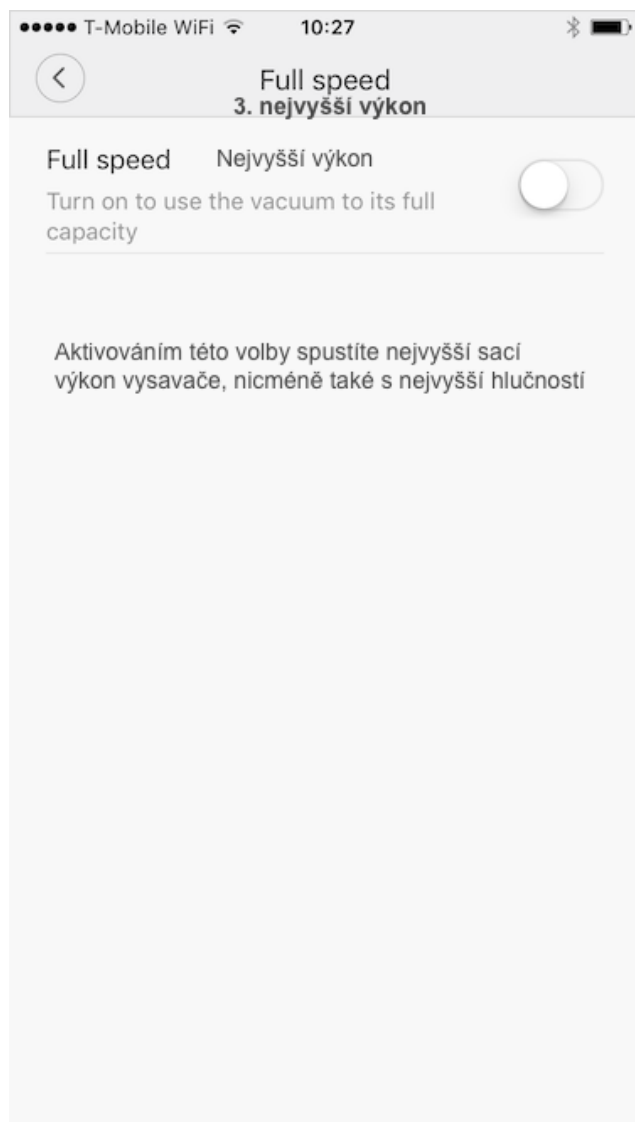 T-Mobile WiFi 10:27
Full speed
3. nejvyšší výkon
Full speed Nejvyšší výkon
Turn on to use the vacuum to its full
capacity
Aktivováním této volby spustíte nejvyšší sací
výkon vysavače, nicméně také s nejvyšší hlučností